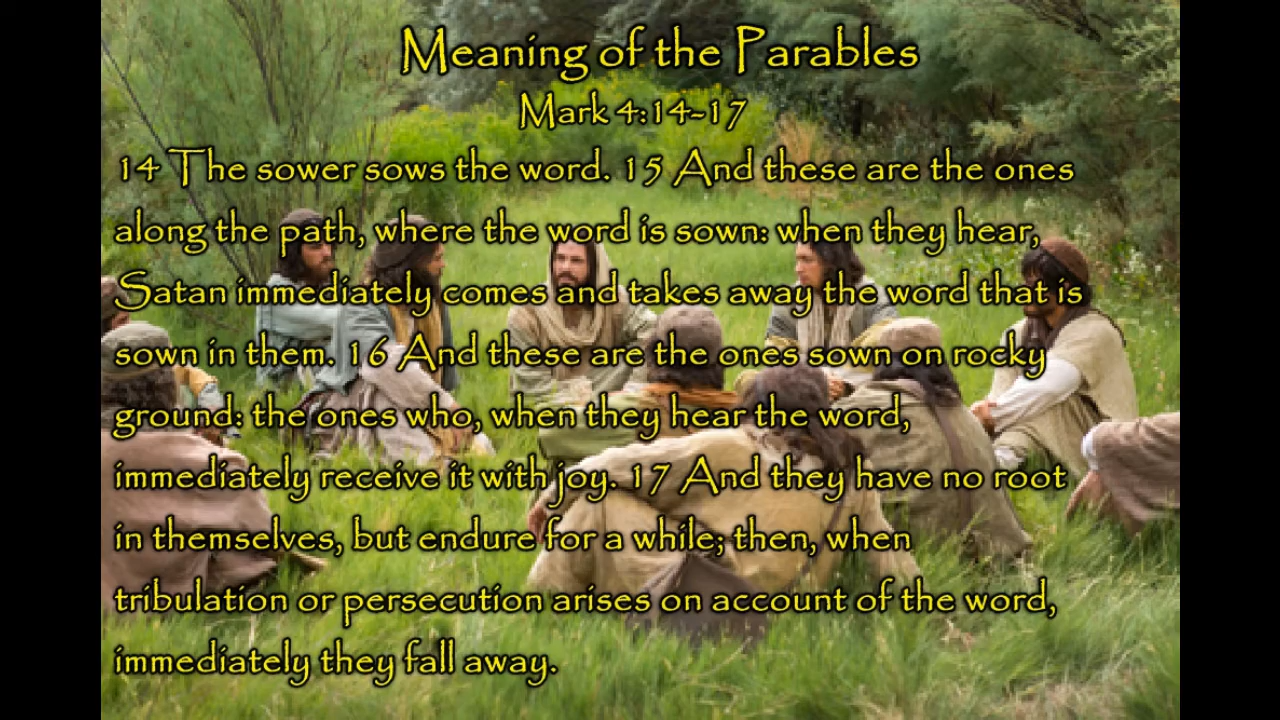 Meaning of the Parables
Mark 4:14-17
14 The sower sows the word. 15 And these are the ones
along the path, where the word is sown: when they hear,
Satan immediately comes and takes away the word that is
sown in them. 16 And these are the ones sown on rocky
ground: the ones who, when they hear the word,
immediately receive it with joy. 17 And they have no root
in themselves, but endure for a while; then, when
tribulation or persecution arises on account of the word,
immediately they fall away.